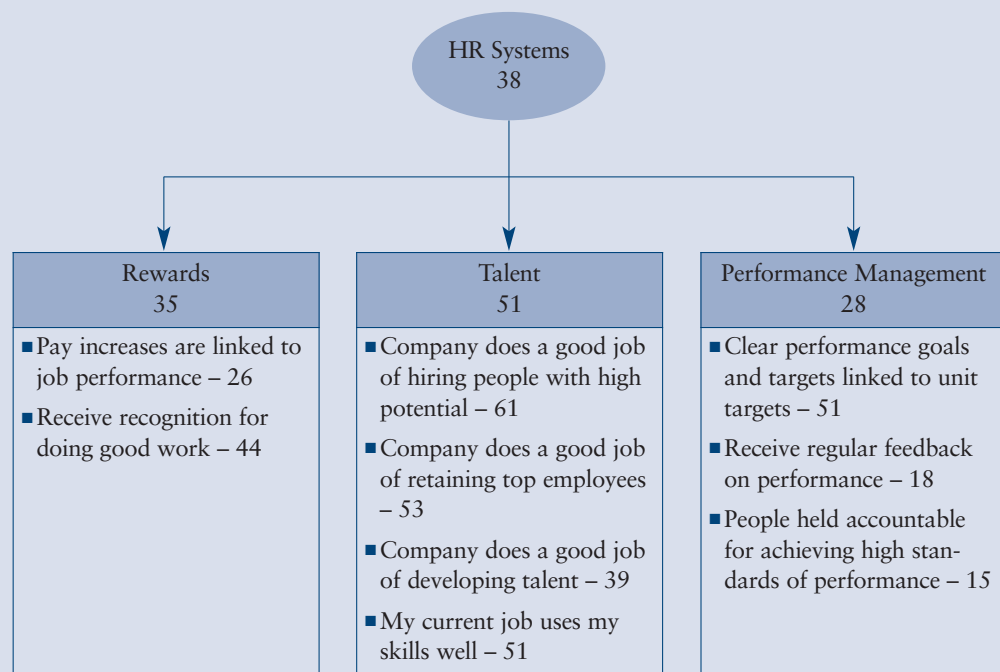 HR Systems
38
Rewards
35
■ Pay increases are linked to
job performance – 26
■ Receive recognition for
doing good work – 44
Talent
51
■ Company does a good job
of hiring people with high
potential – 61
■ Company does a good job
of retaining top employees
– 53
■ Company does a good job
of developing talent – 39
■ My current job uses my
skills well – 51
Performance Management
28
■ Clear performance goals
and targets linked to unit
targets – 51
■ Receive regular feedback
on performance – 18
■ People held accountable
for achieving high stan-
dards of performance – 15